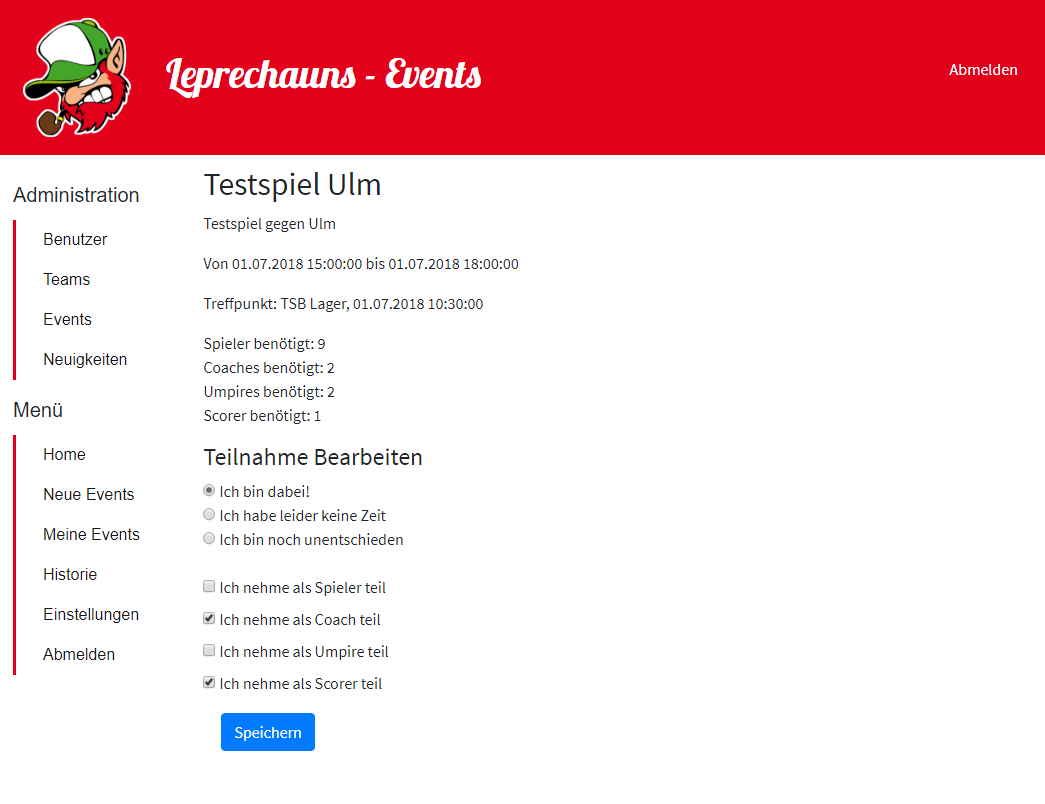 Leprechauns - Events
Abmelden
Administration
Benutzer
Teams
Events
Neuigkeiten
Menü
Home
Neue Events
Meine Events
Historie
Einstellungen
Abmelden
Testspiel Ulm
Testspiel gegen Ulm
Von 01.07.2018 15:00:00 bis 01.07.2018 18:00:00
Treffpunkt: TSB Lager, 01.07.2018 10:30:00
Spieler benötigt: 9
Coaches benötigt: 2
Umpires benötigt: 2
Scorer benötigt: 1
Teilnahme Bearbeiten
Ich bin dabei!
Ich habe leider keine Zeit
Ich bin noch unentschieden
Ich nehme als Spieler teil
Ich nehme als Coach teil
Ich nehme als Umpire teil
Ich nehme als Scorer teil
Speichern